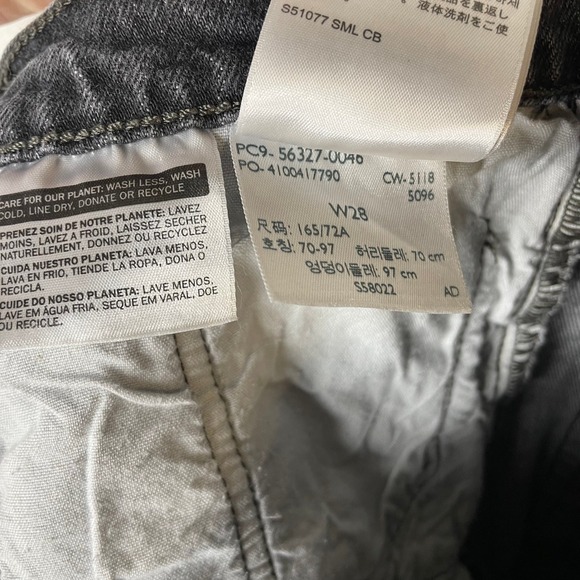 품을 裏返し
。液体洗剤をご使
S51077 SML CB
PC9- 56327-0046
PO- 4100417790 CW- 5118
5096
W28
尺码: 165/72A
호칭: 70-97 허리둘레: 70 cm
엉덩이둘레: 97 cm
S58022 AD
CARE FOR OUR PLANET: WASH LESS, WASH
COLD, LINE DRY, DONATE OR RECYCLE
PRENEZ SOIN DE NOTRE PLANETE: LAVEZ
MOINS, LAVEZ A FROID, LAISSEZ SECHER
NATURELLEMENT, DONNEZ OU RECYCLEZ
CUIDA NUESTRO PLANETA: LAVA MENOS,
LAVA EN FRIO, TIENDE LA ROPA, DONA O
RECICLA.
CUIDE DO NOSSO PLANETA: LAVE MENOS,
LAVE EM ÁGUA FRIA, SEQUE EM VARAL, DOE
OU RECICLE.